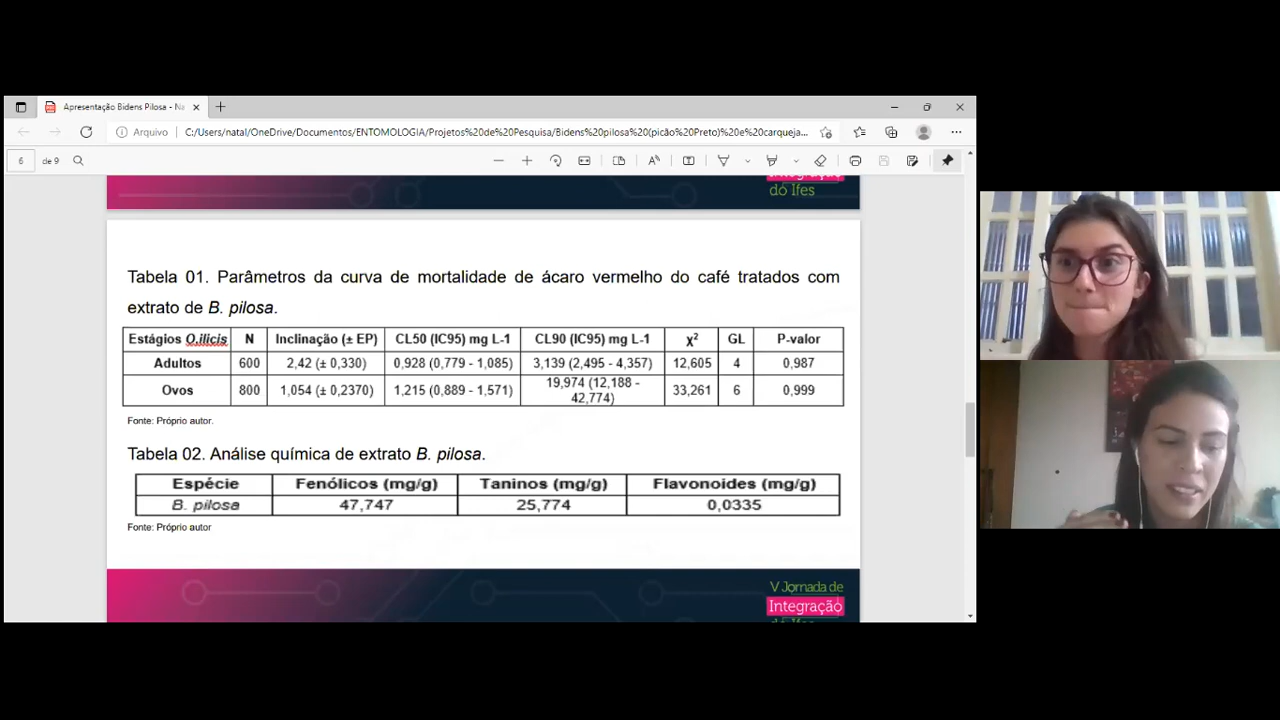 Apresentação Bidens Pilosa - Na
Arquivo
C:/Users/natal/OneDrive/Documentos/ENTOMOLOGIA/Projetos%20de%20Pesquisa/Bidens%20pilosa%20(picão%20Preto)%20e%20carqueja...
6 de 9
Integração
do Ifes
Tabela 01. Parâmetros da curva de mortalidade de ácaro vermelho do café tratados com
extrato de B. pilosa.
Estágios O.ilicis N Inclinação (± EP) CL50 (IC95) mg L-1 CL90 (IC95) mg L-1 χ² GL P-valor
Adultos 600 2,42 (± 0,330) 0,928 (0,779 - 1,085) 3,139 (2,495 - 4,357) 12,605 4 0,987
Ovos 800 1,054 (± 0,2370) 1,215 (0,889 - 1,571) 19,974 (12,188 - 42,774) 33,261 6 0,999
Fonte: Próprio autor.
Tabela 02. Análise química de extrato B. pilosa.
Espécie Fenólicos (mg/g) Taninos (mg/g) Flavonoides (mg/g)
B. pilosa 47,747 25,774 0,0335
Fonte: Próprio autor
V Jornada de
Integração
do Ifes